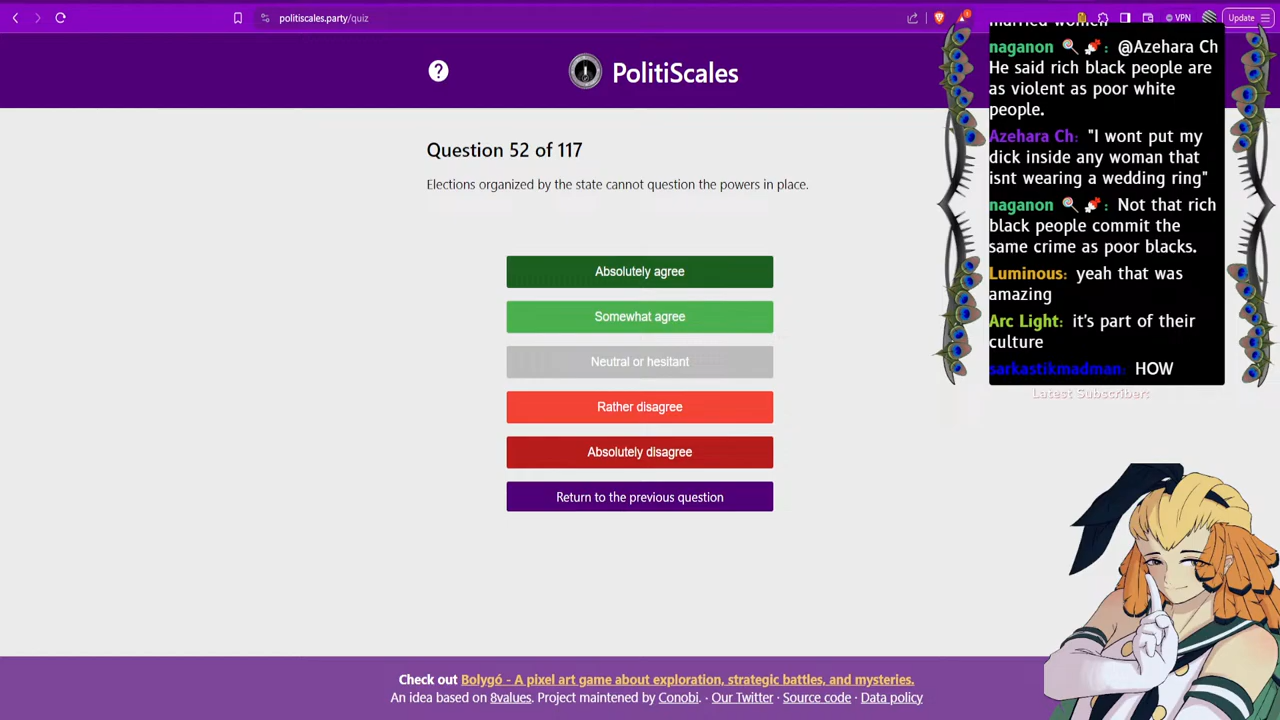 politiscales.party/quiz
VPN
Update
PolitiScales
Question 52 of 117
Elections organized by the state cannot question the powers in place.
Absolutely agree
Somewhat agree
Neutral or hesitant
Rather disagree
Absolutely disagree
Return to the previous question
Check out Bolygó - A pixel art game about exploration, strategic battles, and mysteries.
An idea based on 8values. Project maintened by Conobi. · Our Twitter · Source code · Data policy
married women
naganon: @Azehara Ch
He said rich black people are
as violent as poor white
people.
Azehara Ch: "I wont put my
dick inside any woman that
isnt wearing a wedding ring"
naganon: Not that rich
black people commit the
same crime as poor blacks.
Luminous: yeah that was
amazing
Arc Light: it's part of their
culture
sarkastikmadman: HOW
Latest Subscriber: